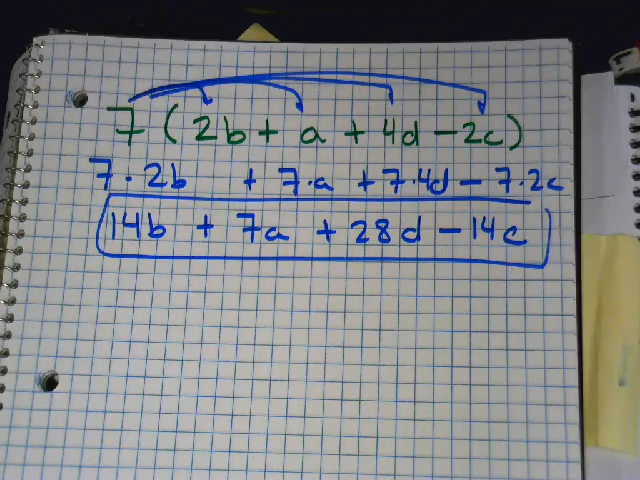 7 (2b + a + 4d - 2c)
7 · 2b + 7·a + 7·4d - 7·2c
14b + 7a + 28d - 14c